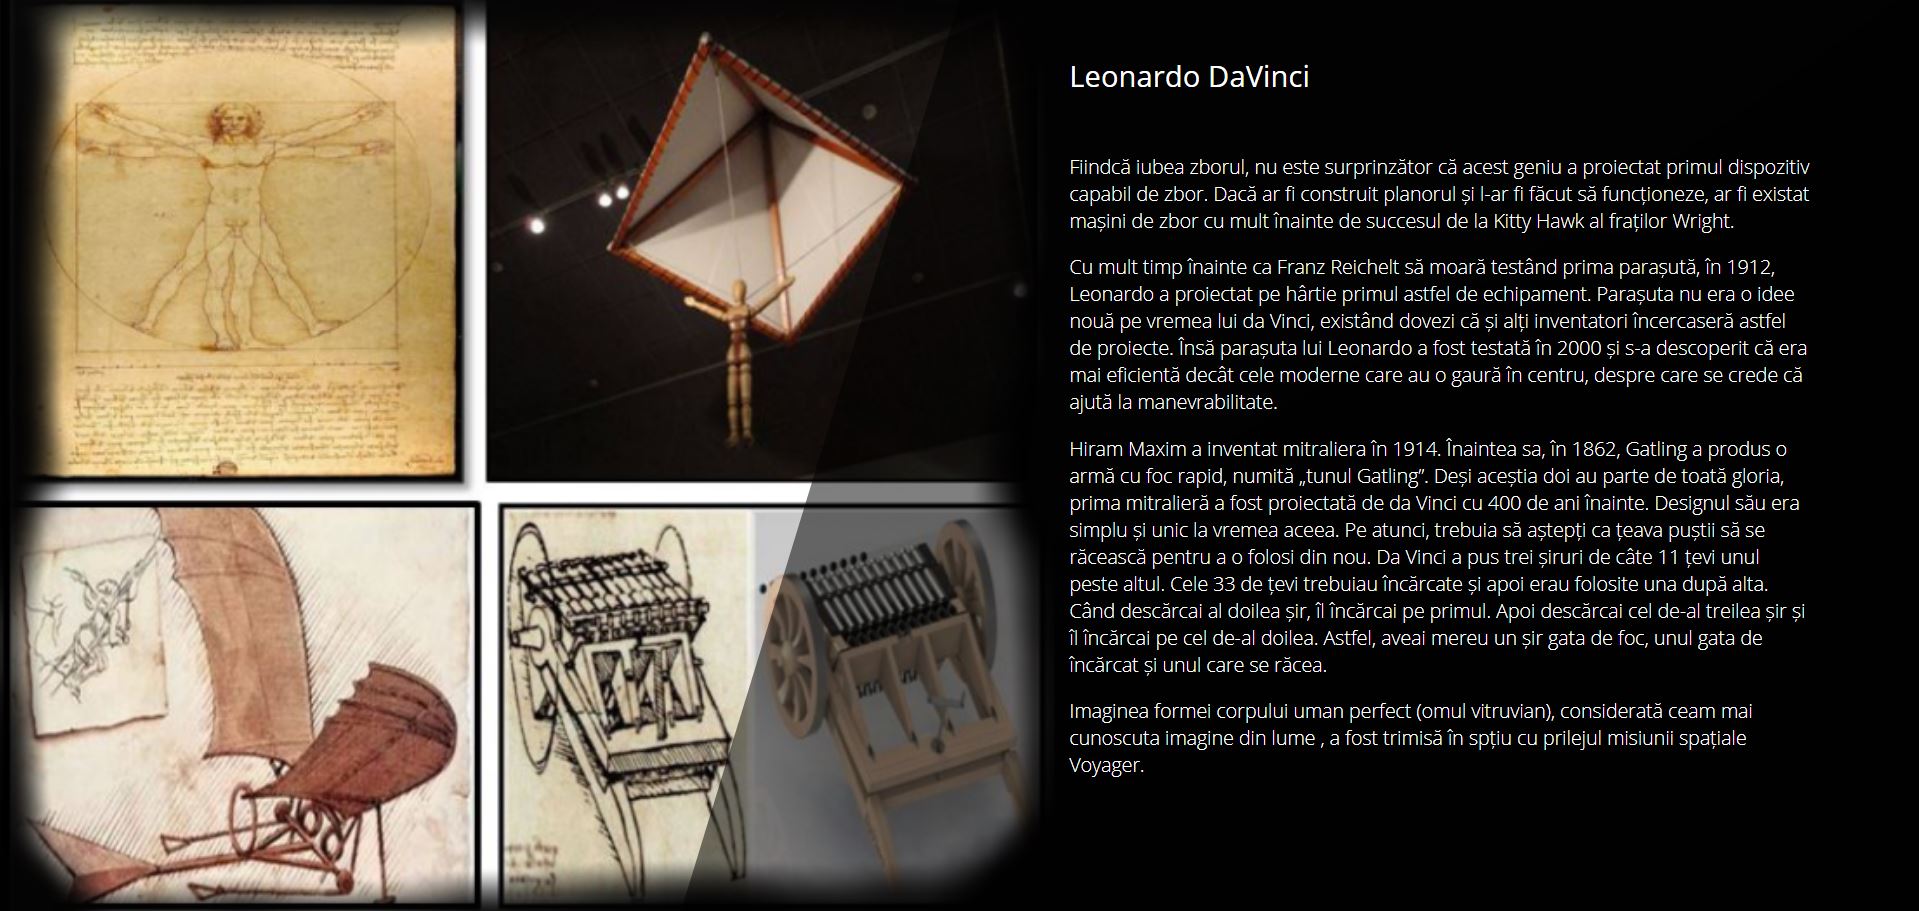 Leonardo DaVinci
Fiindcă iubea zborul, nu este surprinzător că acest geniu a proiectat primul dispozitiv
capabil de zbor. Dacă ar fi construit planorul și l-ar fi făcut să funcționeze, ar fi existat
mașini de zbor cu mult înainte de succesul de la Kitty Hawk al fraților Wright.
Cu mult timp înainte ca Franz Reichelt să moară testând prima parașută, în 1912,
Leonardo a proiectat pe hârtie primul astfel de echipament. Parașuta nu era o idee
nouă pe vremea lui da Vinci, existând dovezi că și alți inventatori încercaseră astfel
de proiecte. Însă parașuta lui Leonardo a fost testată în 2000 și s-a descoperit că era
mai eficientă decât cele moderne care au o gaură în centru, despre care se crede că
ajută la manevrabilitate.
Hiram Maxim a inventat mitraliera în 1914. Înaintea sa, în 1862, Gatling a produs o
armă cu foc rapid, numită „tunul Gatling”. Deși aceștia doi au parte de toată gloria,
prima mitralieră a fost proiectată de da Vinci cu 400 de ani înainte. Designul său era
simplu și unic la vremea aceea. Pe atunci, trebuia să aștepți ca țeava puștii să se
răcească pentru a o folosi din nou. Da Vinci a pus trei șiruri de câte 11 țevi unul
peste altul. Cele 33 de țevi trebuiau încărcate și apoi erau folosite una după alta.
Când descărcai al doilea șir, îl încărcai pe primul. Apoi descărcai cel de-al treilea șir și
îl încărcai pe cel de-al doilea. Astfel, aveai mereu un șir gata de foc, unul gata de
încărcat și unul care se răcea.
Imaginea formei corpului uman perfect (omul vitruvian), considerată ceam mai
cunoscuta imagine din lume , a fost trimisă în spțiu cu prilejul misiunii spațiale
Voyager.